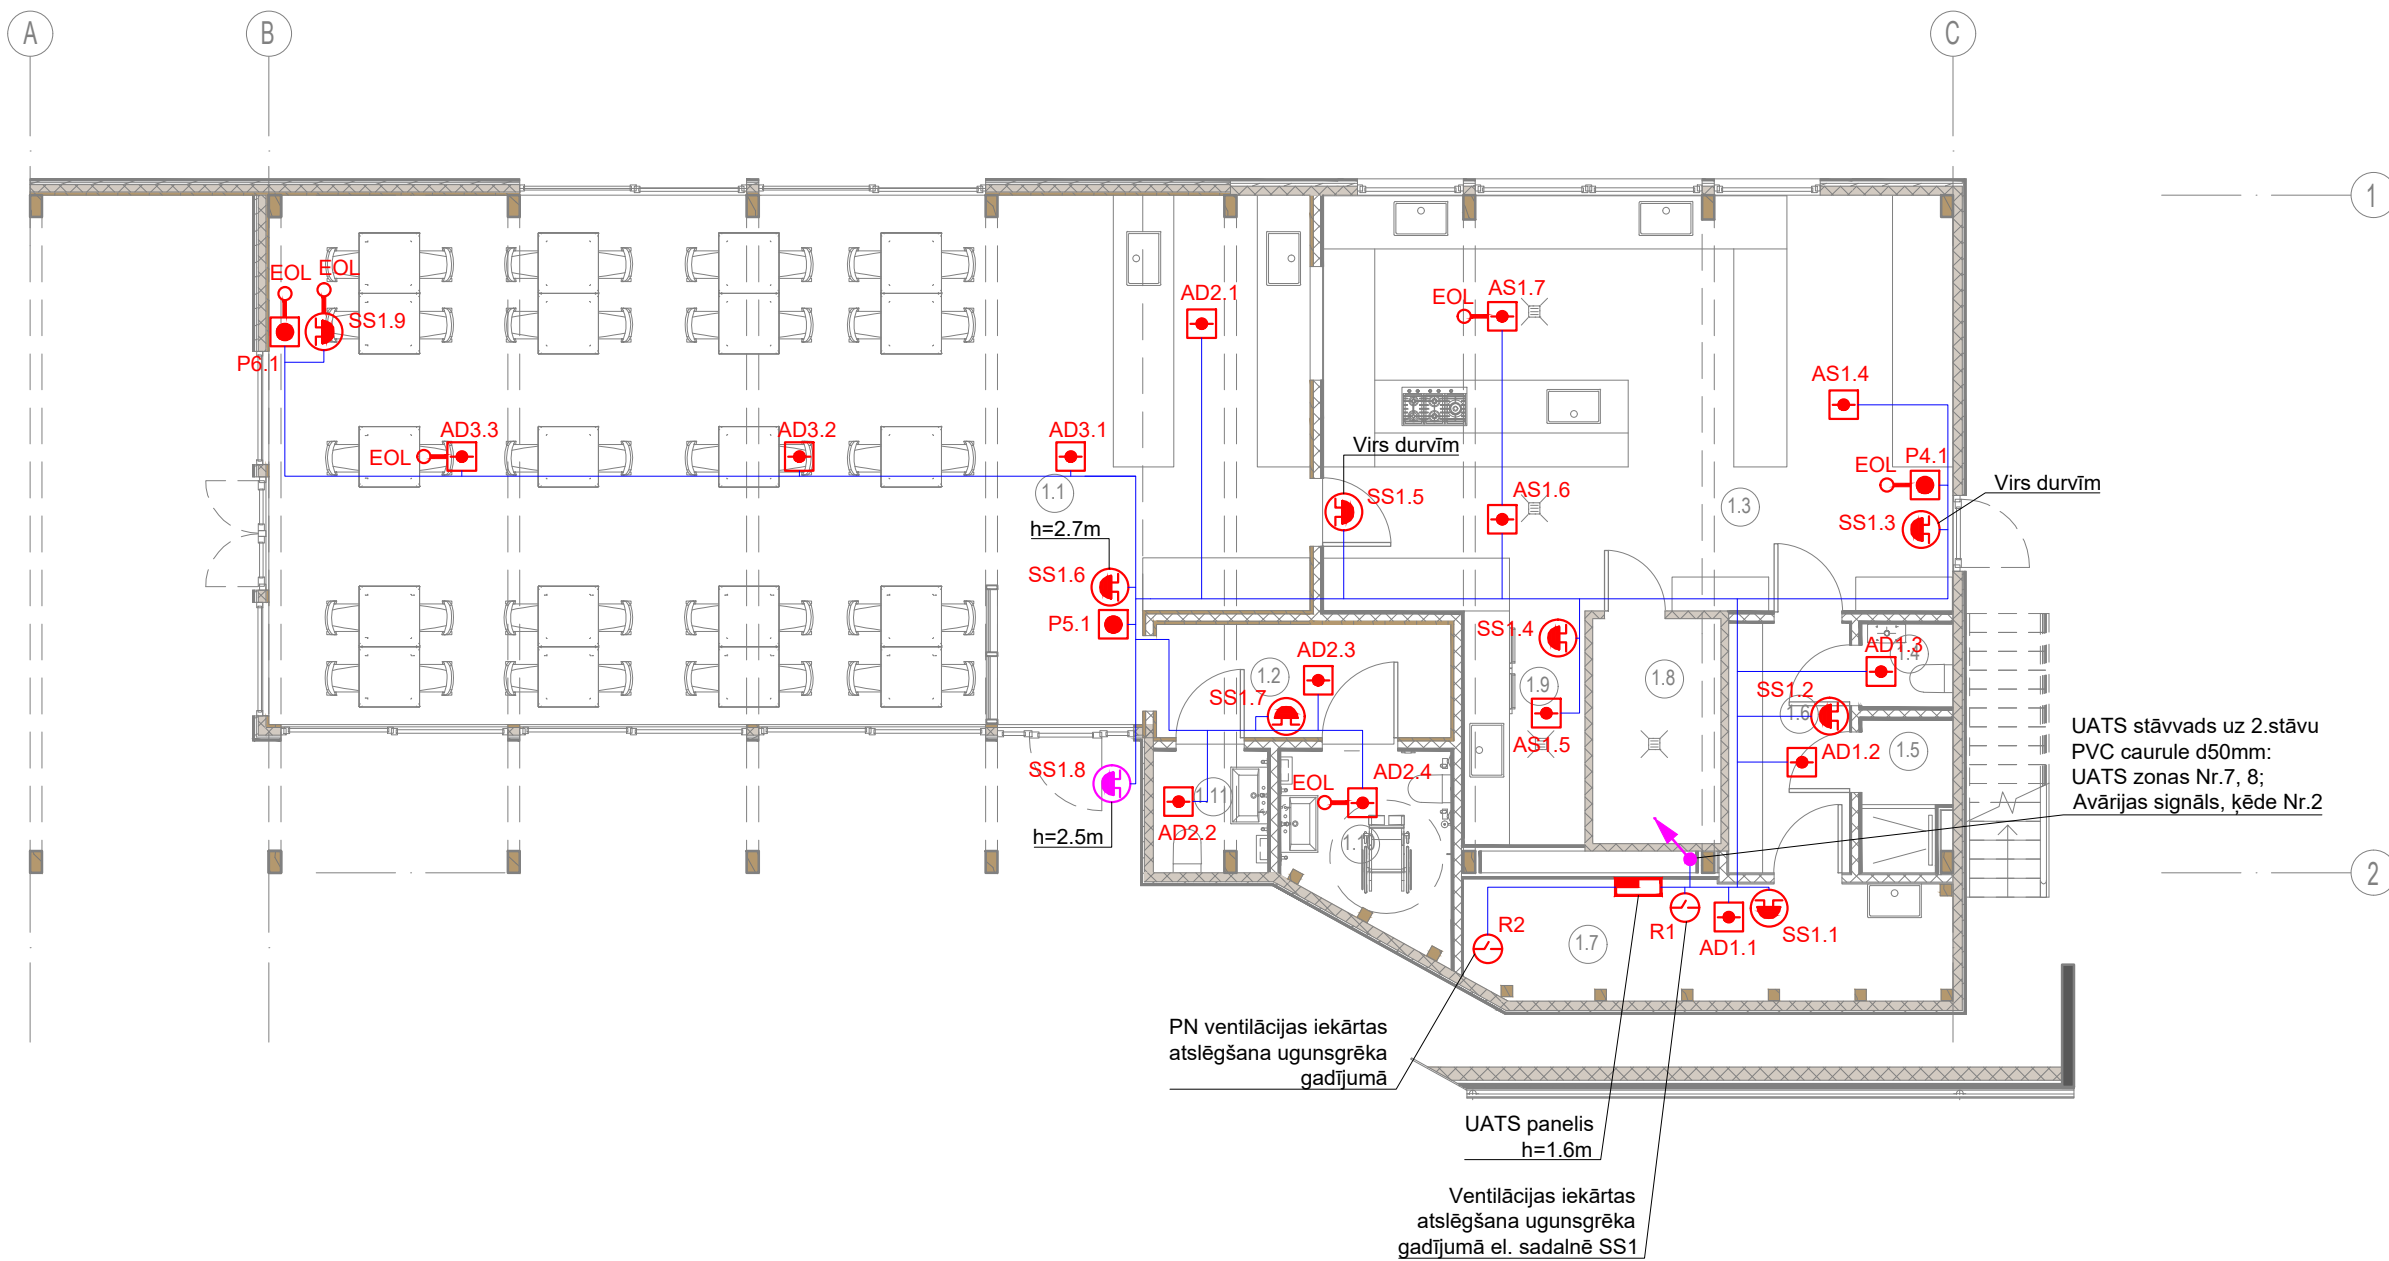 A
B
C
1
EOL
EOL
SS1.9
P6.1
AD2.1
AS1.7
EOL
AS1.4
AD3.3
EOL
AD3.2
AD3.1
Virs durvīm
P4.1
EOL
Virs durvīm
1.1
h=2.7m
SS1.5
AS1.6
1.3
SS1.3
SS1.6
P5.1
SS1.4
1.2
AD2.3
SS1.7
1.9
1.8
AD1.3
1.4
SS1.2
1.6
AS1.5
AD1.2
1.5
UATS stāvvads uz 2.stāvu
PVC caurule d50mm:
UATS zonas Nr.7, 8;
Avārijas signāls, ķēde Nr.2
SS1.8
h=2.5m
1.11
AD2.2
EOL
AD2.4
2
R2
1.7
R1
AD1.1
SS1.1
PN ventilācijas iekārtas
atslēgšana ugunsgrēka
gadījumā
UATS panelis
h=1.6m
Ventilācijas iekārtas
atslēgšana ugunsgrēka
gadījumā el. sadalnē SS1